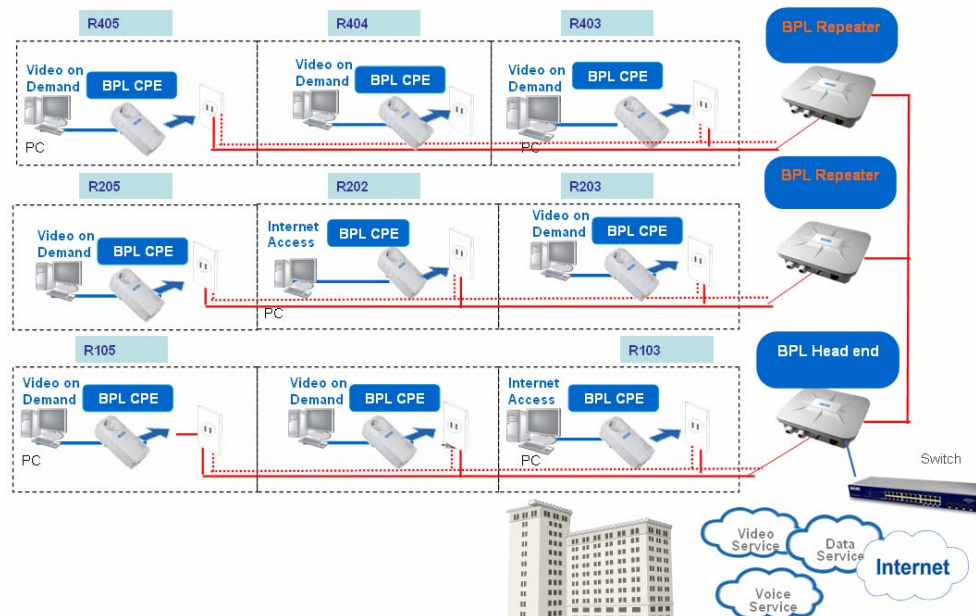 R405
R404
R403
BPL Repeater
Video on
Demand
BPL CPE
PC
Video on
Demand
BPL CPE
Video on
Demand
BPL CPE
PC
R205
R202
R203
BPL Repeater
Video on
Demand
BPL CPE
Internet
Access
BPL CPE
PC
Video on
Demand
BPL CPE
R105
R103
BPL Head end
Video on
Demand
BPL CPE
PC
Video on
Demand
BPL CPE
Internet
Access
BPL CPE
PC
Switch
Video
Service
Data
Service
Internet
Voice
Service